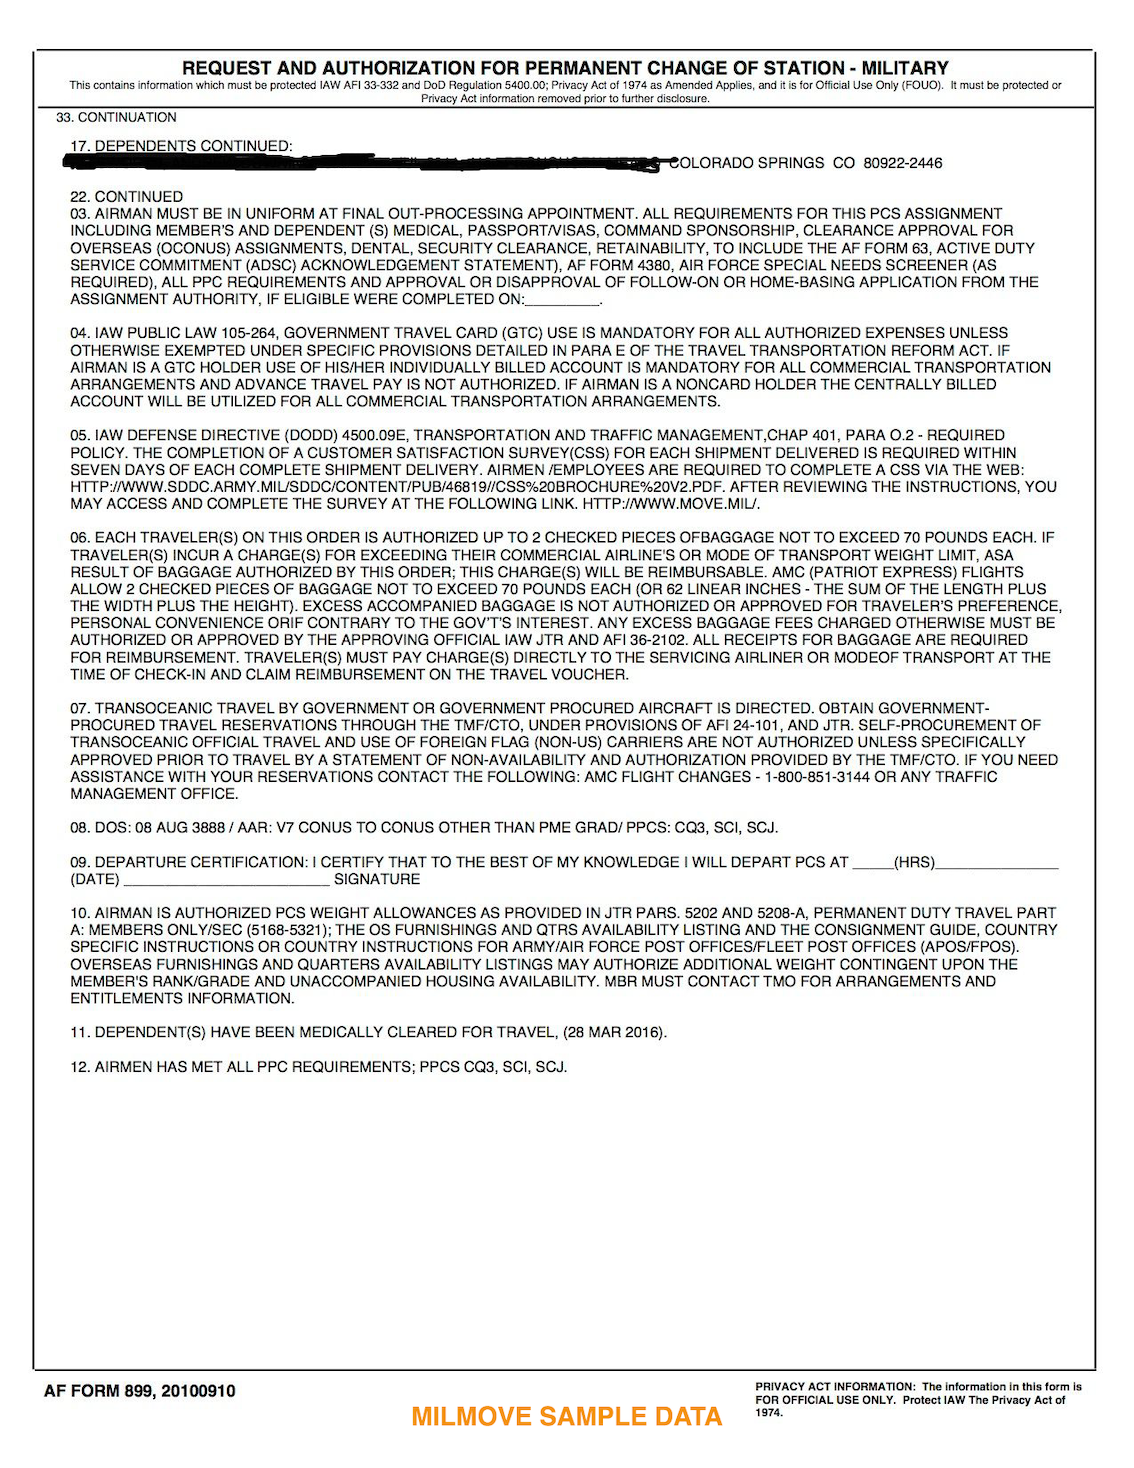 REQUEST AND AUTHORIZATION FOR PERMANENT CHANGE OF STATION - MILITARY
This contains information which must be protected IAW AFI 33-332 and DoD Regulation 5400.00; Privacy Act of 1974 as Amended Applies, and it is for Official Use Only (FOUO). It must be protected or
Privacy Act information removed prior to further disclosure.
33. CONTINUATION
17. DEPENDENTS CONTINUED:
COLORADO SPRINGS CO 80922-2446
22. CONTINUED
03. AIRMAN MUST BE IN UNIFORM AT FINAL OUT-PROCESSING APPOINTMENT. ALL REQUIREMENTS FOR THIS PCS ASSIGNMENT
INCLUDING MEMBER'S AND DEPENDENT (S) MEDICAL, PASSPORT/VISAS, COMMAND SPONSORSHIP, CLEARANCE APPROVAL FOR
OVERSEAS (OCONUS) ASSIGNMENTS, DENTAL, SECURITY CLEARANCE, RETAINABILITY, TO INCLUDE THE AF FORM 63, ACTIVE DUTY
SERVICE COMMITMENT (ADSC) ACKNOWLEDGEMENT STATEMENT), AF FORM 4380, AIR FORCE SPECIAL NEEDS SCREENER (AS
REQUIRED), ALL PPC REQUIREMENTS AND APPROVAL OR DISAPPROVAL OF FOLLOW-ON OR HOME-BASING APPLICATION FROM THE
ASSIGNMENT AUTHORITY, IF ELIGIBLE WERE COMPLETED ON:_________.
04. IAW PUBLIC LAW 105-264, GOVERNMENT TRAVEL CARD (GTC) USE IS MANDATORY FOR ALL AUTHORIZED EXPENSES UNLESS
OTHERWISE EXEMPTED UNDER SPECIFIC PROVISIONS DETAILED IN PARA E OF THE TRAVEL TRANSPORTATION REFORM ACT. IF
AIRMAN IS A GTC HOLDER USE OF HIS/HER INDIVIDUALLY BILLED ACCOUNT IS MANDATORY FOR ALL COMMERCIAL TRANSPORTATION
ARRANGEMENTS AND ADVANCE TRAVEL PAY IS NOT AUTHORIZED. IF AIRMAN IS A NONCARD HOLDER THE CENTRALLY BILLED
ACCOUNT WILL BE UTILIZED FOR ALL COMMERCIAL TRANSPORTATION ARRANGEMENTS.
05. IAW DEFENSE DIRECTIVE (DODD) 4500.09E, TRANSPORTATION AND TRAFFIC MANAGEMENT,CHAP 401, PARA O.2 - REQUIRED
POLICY. THE COMPLETION OF A CUSTOMER SATISFACTION SURVEY(CSS) FOR EACH SHIPMENT DELIVERED IS REQUIRED WITHIN
SEVEN DAYS OF EACH COMPLETE SHIPMENT DELIVERY. AIRMEN /EMPLOYEES ARE REQUIRED TO COMPLETE A CSS VIA THE WEB:
HTTP://WWW.SDDC.ARMY.MIL/SDDC/CONTENT/PUB/46819//CSS%20BROCHURE%20V2.PDF. AFTER REVIEWING THE INSTRUCTIONS, YOU
MAY ACCESS AND COMPLETE THE SURVEY AT THE FOLLOWING LINK. HTTP://WWW.MOVE.MIL/.
06. EACH TRAVELER(S) ON THIS ORDER IS AUTHORIZED UP TO 2 CHECKED PIECES OFBAGGAGE NOT TO EXCEED 70 POUNDS EACH. IF
TRAVELER(S) INCUR A CHARGE(S) FOR EXCEEDING THEIR COMMERCIAL AIRLINE'S OR MODE OF TRANSPORT WEIGHT LIMIT, ASA
RESULT OF BAGGAGE AUTHORIZED BY THIS ORDER; THIS CHARGE(S) WILL BE REIMBURSABLE. AMC (PATRIOT EXPRESS) FLIGHTS
ALLOW 2 CHECKED PIECES OF BAGGAGE NOT TO EXCEED 70 POUNDS EACH (OR 62 LINEAR INCHES - THE SUM OF THE LENGTH PLUS
THE WIDTH PLUS THE HEIGHT). EXCESS ACCOMPANIED BAGGAGE IS NOT AUTHORIZED OR APPROVED FOR TRAVELER'S PREFERENCE,
PERSONAL CONVENIENCE ORIF CONTRARY TO THE GOV'T'S INTEREST. ANY EXCESS BAGGAGE FEES CHARGED OTHERWISE MUST BE
AUTHORIZED OR APPROVED BY THE APPROVING OFFICIAL IAW JTR AND AFI 36-2102. ALL RECEIPTS FOR BAGGAGE ARE REQUIRED
FOR REIMBURSEMENT. TRAVELER(S) MUST PAY CHARGE(S) DIRECTLY TO THE SERVICING AIRLINER OR MODEOF TRANSPORT AT THE
TIME OF CHECK-IN AND CLAIM REIMBURSEMENT ON THE TRAVEL VOUCHER.
07. TRANSOCEANIC TRAVEL BY GOVERNMENT OR GOVERNMENT PROCURED AIRCRAFT IS DIRECTED. OBTAIN GOVERNMENT-
PROCURED TRAVEL RESERVATIONS THROUGH THE TMF/CTO, UNDER PROVISIONS OF AFI 24-101, AND JTR. SELF-PROCUREMENT OF
TRANSOCEANIC OFFICIAL TRAVEL AND USE OF FOREIGN FLAG (NON-US) CARRIERS ARE NOT AUTHORIZED UNLESS SPECIFICALLY
APPROVED PRIOR TO TRAVEL BY A STATEMENT OF NON-AVAILABILITY AND AUTHORIZATION PROVIDED BY THE TMF/CTO. IF YOU NEED
ASSISTANCE WITH YOUR RESERVATIONS CONTACT THE FOLLOWING: AMC FLIGHT CHANGES - 1-800-851-3144 OR ANY TRAFFIC
MANAGEMENT OFFICE.
08. DOS: 08 AUG 3888 / AAR: V7 CONUS TO CONUS OTHER THAN PME GRAD/ PPCS: CQ3, SCI, SCJ.
09. DEPARTURE CERTIFICATION: I CERTIFY THAT TO THE BEST OF MY KNOWLEDGE I WILL DEPART PCS AT _____(HRS)_______________
(DATE) _________________________ SIGNATURE
10. AIRMAN IS AUTHORIZED PCS WEIGHT ALLOWANCES AS PROVIDED IN JTR PARS. 5202 AND 5208-A, PERMANENT DUTY TRAVEL PART
A: MEMBERS ONLY/SEC (5168-5321); THE OS FURNISHINGS AND QTRS AVAILABILITY LISTING AND THE CONSIGNMENT GUIDE, COUNTRY
SPECIFIC INSTRUCTIONS OR COUNTRY INSTRUCTIONS FOR ARMY/AIR FORCE POST OFFICES/FLEET POST OFFICES (APOS/FPOS).
OVERSEAS FURNISHINGS AND QUARTERS AVAILABILITY LISTINGS MAY AUTHORIZE ADDITIONAL WEIGHT CONTINGENT UPON THE
MEMBER'S RANK/GRADE AND UNACCOMPANIED HOUSING AVAILABILITY. MBR MUST CONTACT TMO FOR ARRANGEMENTS AND
ENTITLEMENTS INFORMATION.
11. DEPENDENT(S) HAVE BEEN MEDICALLY CLEARED FOR TRAVEL, (28 MAR 2016).
12. AIRMEN HAS MET ALL PPC REQUIREMENTS; PPCS CQ3, SCI, SCJ.
AF FORM 899, 20100910
MILMOVE SAMPLE DATA
PRIVACY ACT INFORMATION: The information in this form is
FOR OFFICIAL USE ONLY. Protect IAW The Privacy Act of
1974.